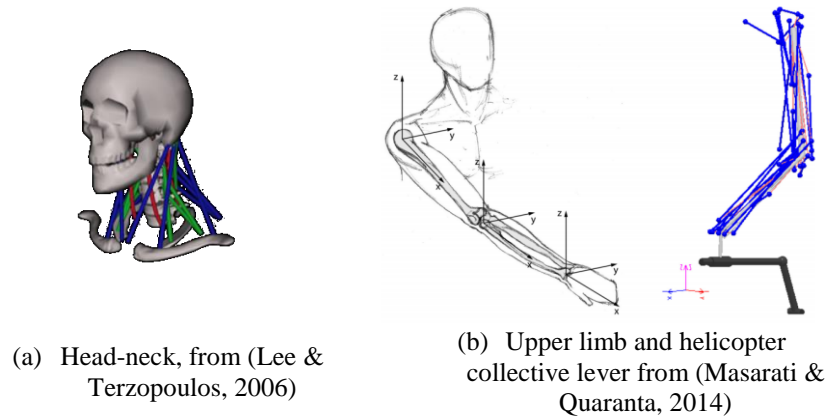 z
y
x
z
y
x
z
y
x
(a) Head-neck, from (Lee &
Terzopoulos, 2006)
(b) Upper limb and helicopter
collective lever from (Masarati &
Quaranta, 2014)